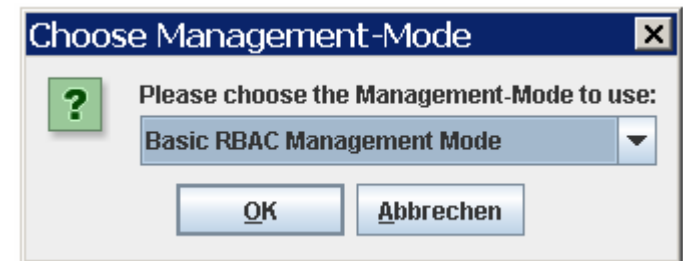 Choose Management-Mode
Please choose the Management-Mode to use:
Basic RBAC Management Mode
OK
Abbrechen